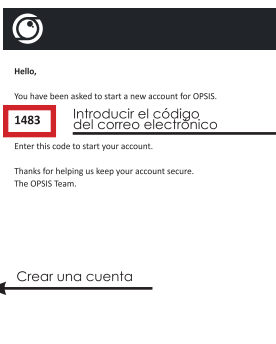 Hello,
You have been asked to start a new account for OPSIS.
1483
Introducir el código
del correo electrónico
Enter this code to start your account.
Thanks for helping us keep your account secure.
The OPSIS Team.
Crear una cuenta